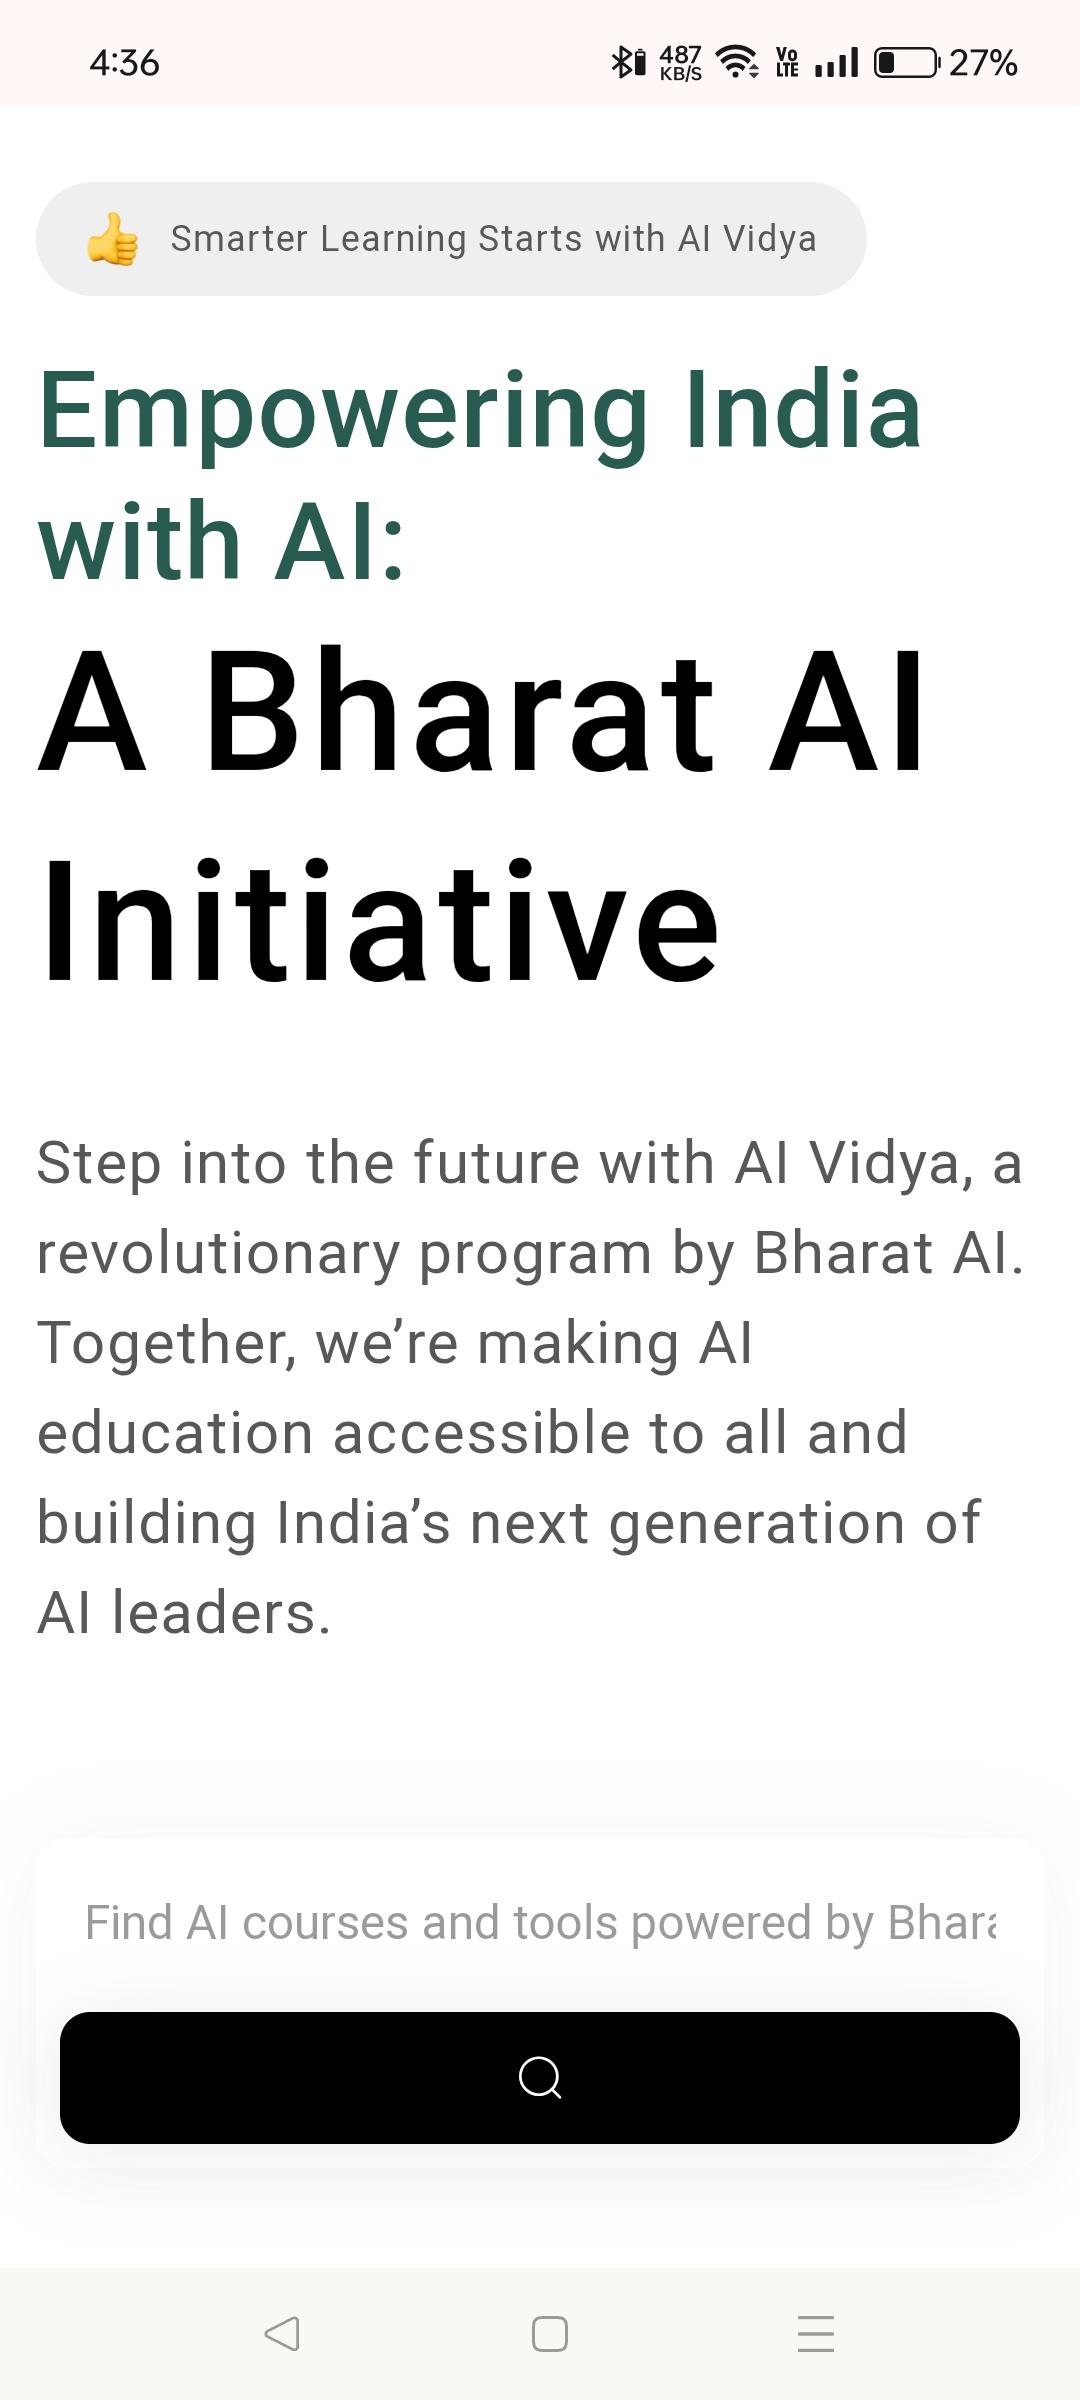 4:36
487
KB/S
Vo
LTE
27%
👍 Smarter Learning Starts with AI Vidya
Empowering India
with AI:
A Bharat AI
Initiative
Step into the future with AI Vidya, a
revolutionary program by Bharat AI.
Together, we’re making AI
education accessible to all and
building India’s next generation of
AI leaders.
Find AI courses and tools powered by Bhara